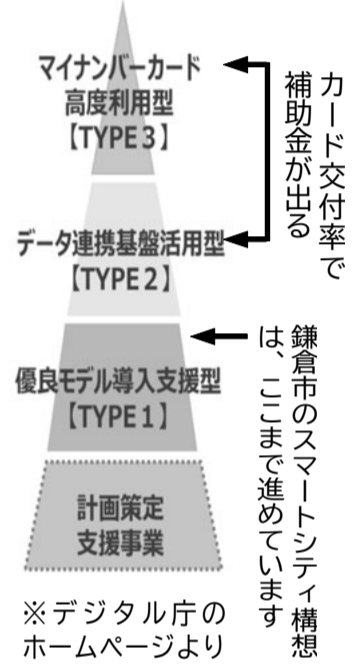 マイナンバーカード
高度利用型
【TYPE3】
データ連携基盤活用型
【TYPE2】
優良モデル導入支援型
【TYPE1】
計画策定
支援事業
カード交付率で
補助金が出る
鎌倉市のスマートシティ構想
は、ここまで進めています
※デジタル庁の
ホームページより